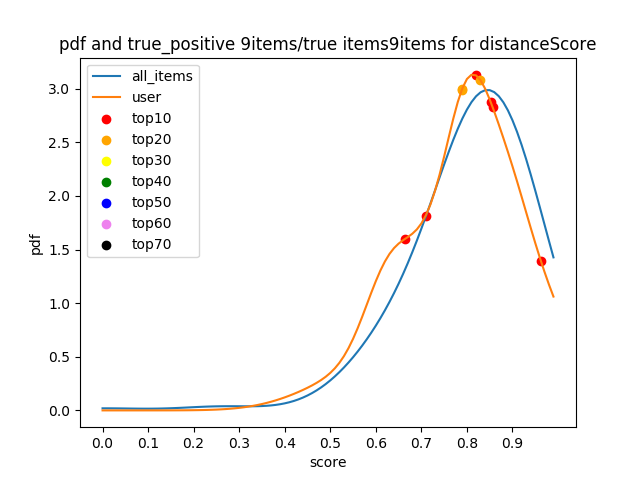 pdf and true_positive 9items/true items9items for distanceScore
all_items
user
top10
top20
top30
top40
top50
top60
top70
3.0
2.5
2.0
1.5
1.0
0.5
0.0
pdf
0.0 0.1 0.2 0.3 0.4 0.5 0.6 0.7 0.8 0.9
score